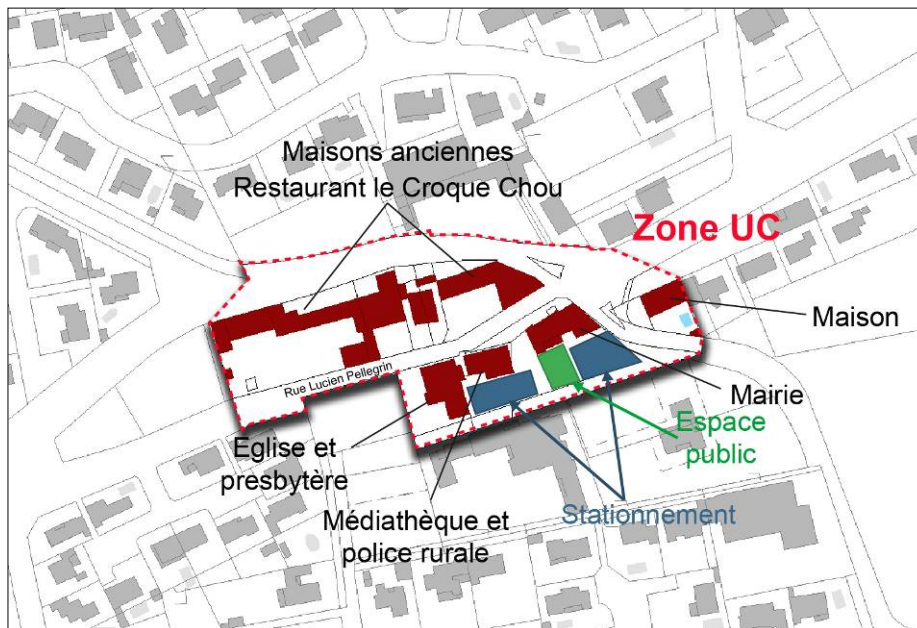 Maisons anciennes
Restaurant le Croque Chou
Zone UC
Maison
Rue Lucien Pellegrin
Mairie
Espace
public
Eglise et
presbytère
Stationnement
Médiathèque et
police rurale